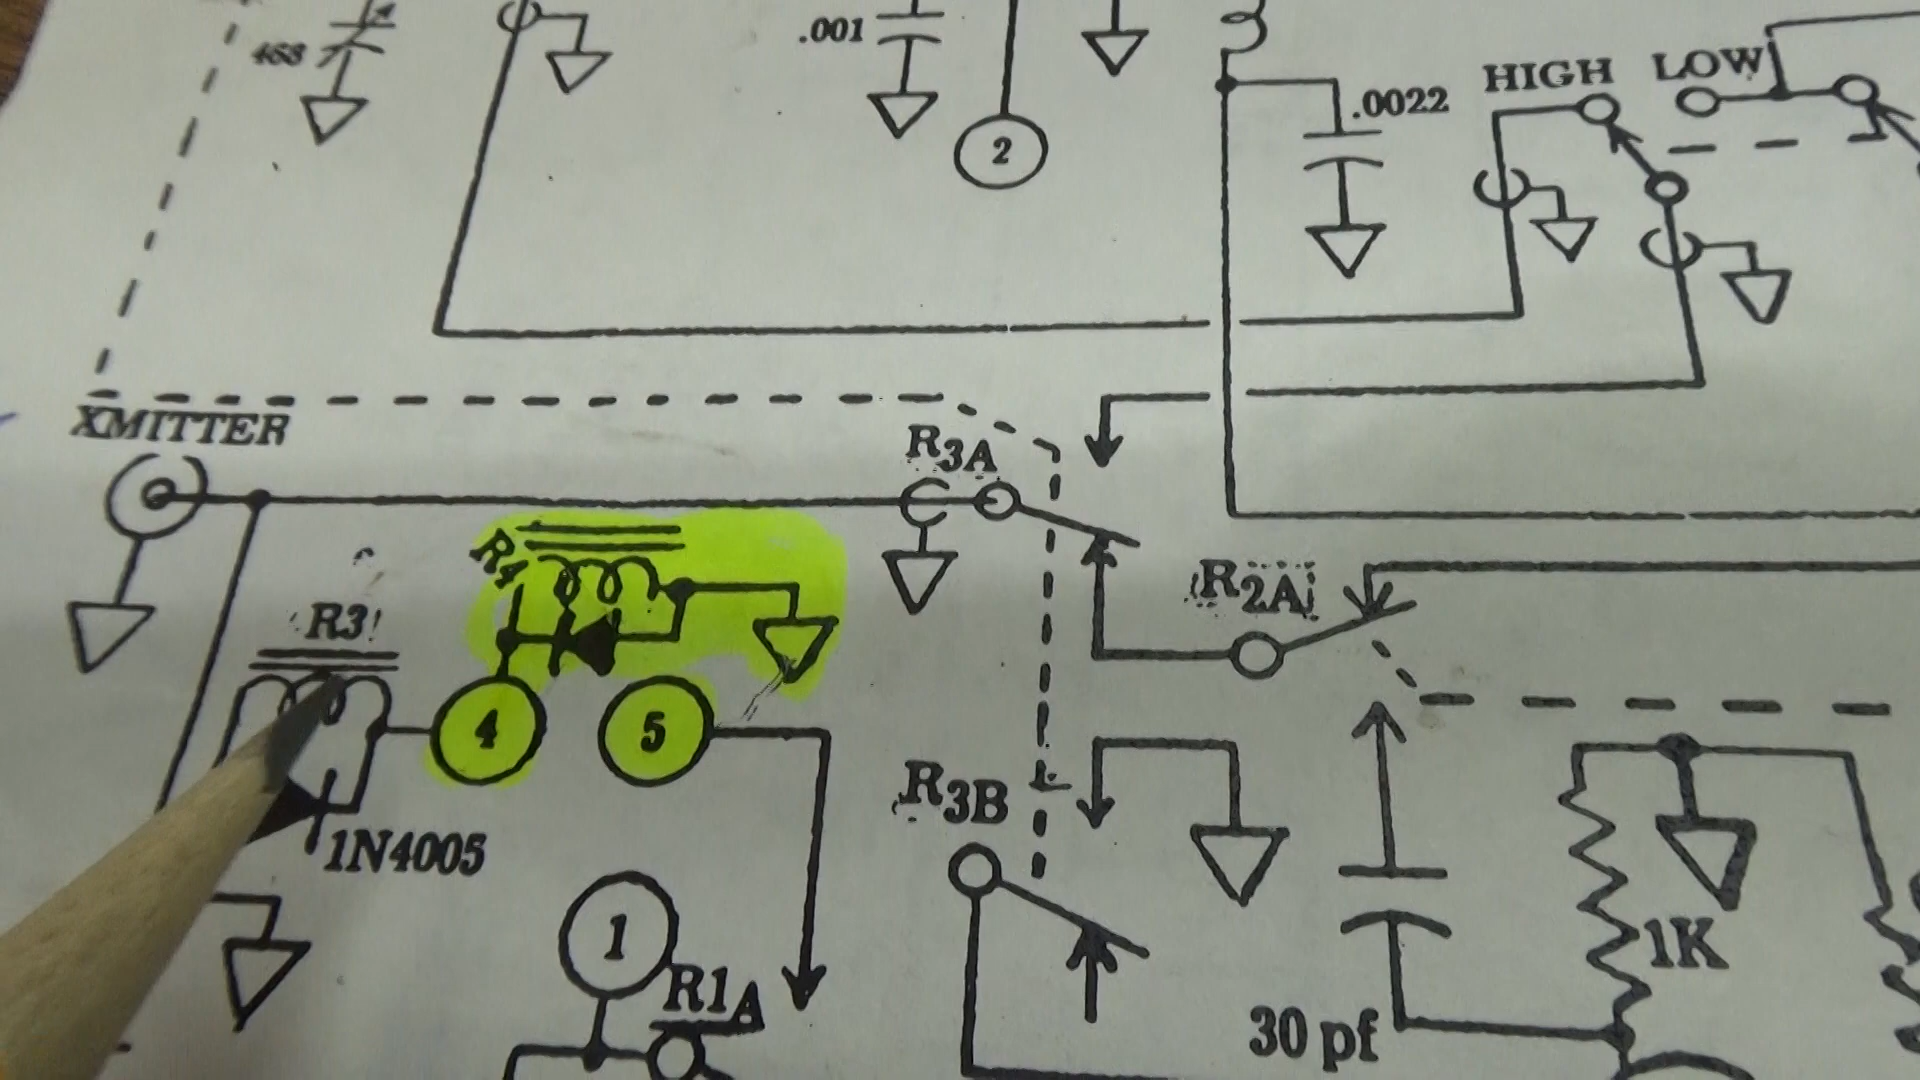 468
.001
2
HIGH LOW
.0022
XMITTER
R3A
R4
R2A
R3
4
5
R3B
1N4005
1
R1A
1K
30 pf